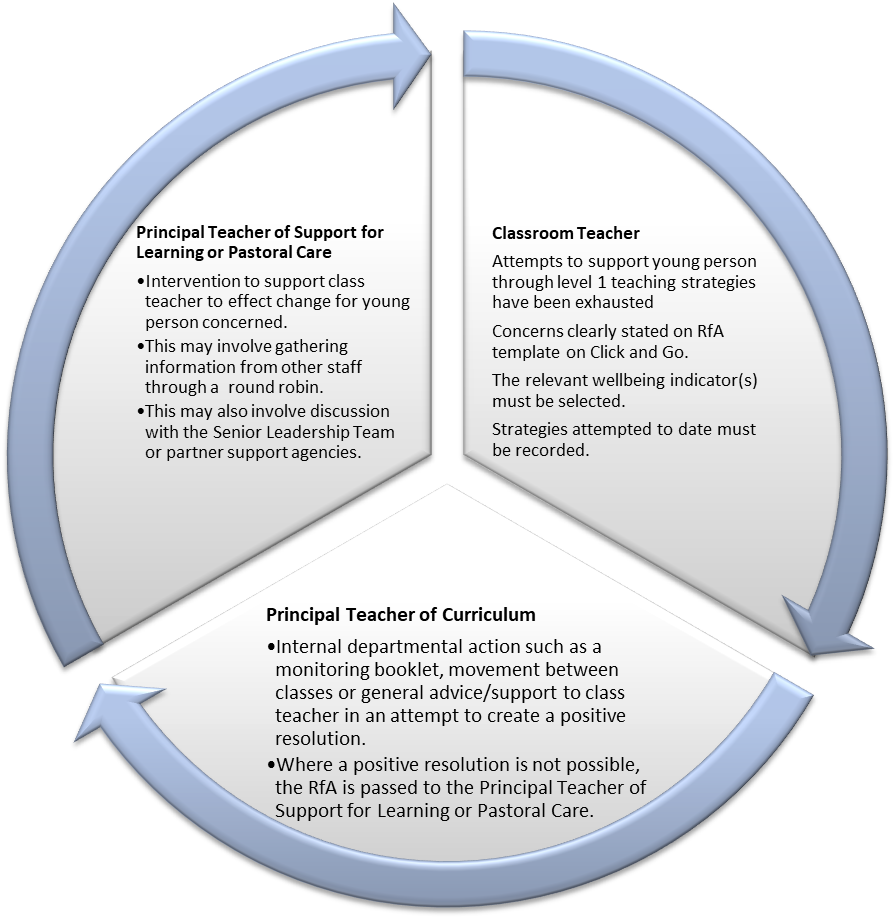 Principal Teacher of Support for
Learning or Pastoral Care
•Intervention to support class
teacher to effect change for young
person concerned.
•This may involve gathering
information from other staff
through a  round robin.
•This may also involve discussion
with the Senior Leadership Team
or partner support agencies.
Classroom Teacher
Attempts to support young person
through level 1 teaching strategies
have been exhausted
Concerns clearly stated on RfA
template on Click and Go.
The relevant wellbeing indicator(s)
must be selected.
Strategies attempted to date must
be recorded.
Principal Teacher of Curriculum
•Internal departmental action such as a
monitoring booklet, movement between
classes or general advice/support to class
teacher in an attempt to create a positive
resolution.
•Where a positive resolution is not possible,
the RfA is passed to the Principal Teacher of
Support for Learning or Pastoral Care.